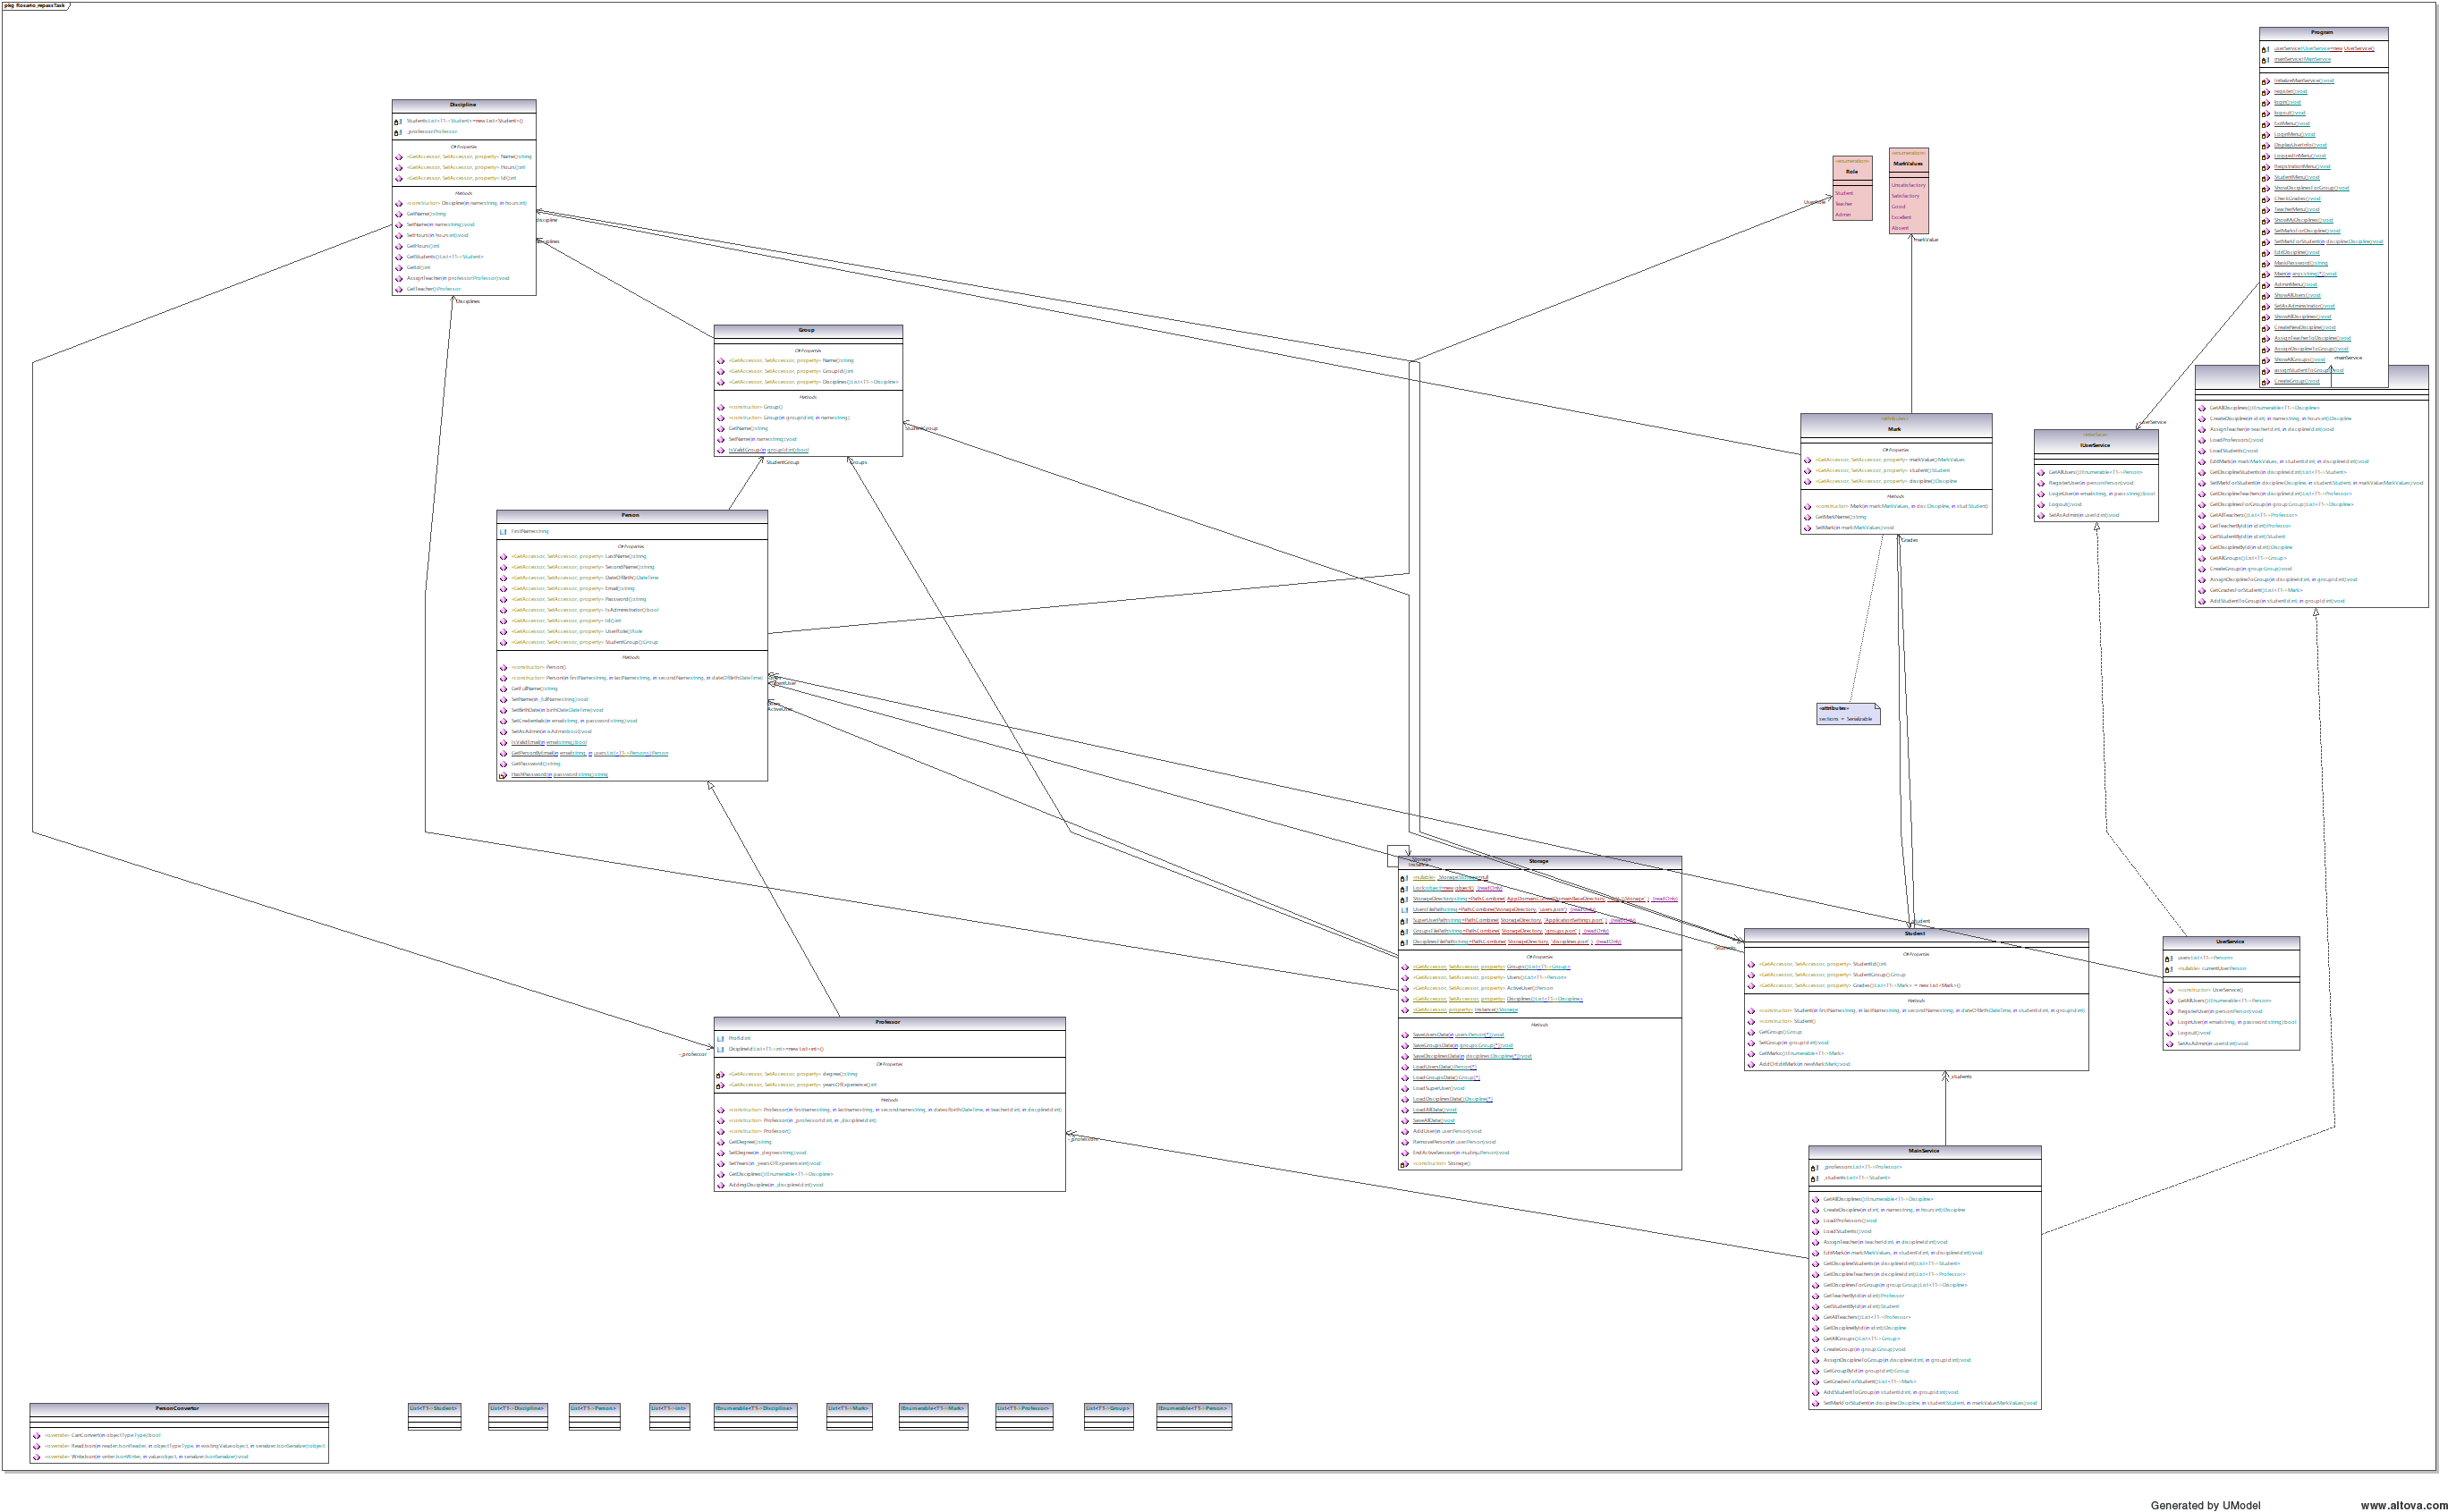 pkg Rosario_repassTask
Program
userService:IUserService=new UserService()
mainService:IMainService
InitializeMainService():void
register():void
login():void
logout():void
ExitMenu():void
LoginMenu():void
DisplayUserInfo():void
LoggedInMenu():void
RegistrationMenu():void
StudentMenu():void
ShowDisciplinesForGroup():void
CheckGrades():void
TeacherMenu():void
ShowMyDisciplines():void
SetMarksForDiscipline():void
SetMarkForStudent(in discipline:Discipline):void
EditDiscipline():void
MaskPassword():string
Main(in args:string[*]):void
AdminMenu():void
ShowAllUsers():void
SetAsAdministrator():void
ShowAllDisciplines():void
CreateNewDiscipline():void
AssignTeacherToDiscipline():void
AssignDisciplineToGroup():void
ShowAllGroups():void
-mainService
assignStudentToGroup():void
CreateGroup():void
Discipline
Students:List<T1->Student>=new List<Student>()
_professor:Professor
C# Properties
«GetAccessor, SetAccessor, property» Name():string
«GetAccessor, SetAccessor, property» Hours():int
«GetAccessor, SetAccessor, property» Id():int
Methods
«constructor» Discipline(in name:string, in hours:int)
GetName():string
SetName(in name:string):void
SetHours(in hours:int):void
GetHours():int
GetStudents():List<T1->Student>
GetId():int
AssignTeacher(in professor:Professor):void
GetTeacher():Professor
discipline
Disciplines
Disciplines
«enumeration»
Role
Student
Teacher
Admin
UserRole
«enumeration»
MarkValues
Unsatisfactory
Satisfactory
Good
Excellent
Absent
markValue
Group
C# Properties
«GetAccessor, SetAccessor, property» Name():string
«GetAccessor, SetAccessor, property» GroupId():int
«GetAccessor, SetAccessor, property» Disciplines():List<T1->Discipline>
Methods
«constructor» Group()
«constructor» Group(in groupId:int, in name:string)
GetName():string
SetName(in name:string):void
IsValidGroup(in groupId:int):bool
StudentGroup
StudentGroup
Groups
Mark
C# Properties
«GetAccessor, SetAccessor, property» markValue():MarkValues
«GetAccessor, SetAccessor, property» student():Student
«GetAccessor, SetAccessor, property» discipline():Discipline
Methods
«constructor» Mark(in mark:MarkValues, in disc:Discipline, in stud:Student)
GetMarkName():string
SetMark(in mark:MarkValues):void
Grades
-userService
«interface»
IUserService
GetAllUsers():IEnumerable<T1->Person>
RegisterUser(in person:Person):void
LoginUser(in email:string, in pass:string):bool
Logout():void
SetAsAdmin(in userId:int):void
GetAllDisciplines():IEnumerable<T1->Discipline>
CreateDiscipline(in id:int, in name:string, in hours:int):Discipline
AssignTeacher(in teacherId:int, in disciplineId:int):void
LoadProfessors():void
LoadStudents():void
EditMark(in mark:MarkValues, in studentId:int, in disciplineId:int):void
GetDisciplineStudents(in disciplineId:int):List<T1->Student>
SetMarkForStudent(in discipline:Discipline, in student:Student, in markValue:MarkValues):void
GetDisciplineTeachers(in disciplineId:int):List<T1->Professor>
GetDisciplinesForGroup(in group:Group):List<T1->Discipline>
GetAllTeachers():List<T1->Professor>
GetTeacherById(in id:int):Professor
GetStudentById(in id:int):Student
GetDisciplineById(in id:int):Discipline
GetAllGroups():List<T1->Group>
CreateGroup(in group:Group):void
AssignDisciplineToGroup(in disciplineId:int, in groupId:int):void
GetGradesForStudent():List<T1->Mark>
AddStudentToGroup(in studentId:int, in groupId:int):void
Person
FirstName:string
C# Properties
«GetAccessor, SetAccessor, property» LastName():string
«GetAccessor, SetAccessor, property» SecondName():string
«GetAccessor, SetAccessor, property» DateOfBirth():DateTime
«GetAccessor, SetAccessor, property» Email():string
«GetAccessor, SetAccessor, property» Password():string
«GetAccessor, SetAccessor, property» IsAdministrator():bool
«GetAccessor, SetAccessor, property» Id():int
«GetAccessor, SetAccessor, property» UserRole():Role
«GetAccessor, SetAccessor, property» StudentGroup():Group
Methods
«constructor» Person()
«constructor» Person(in firstName:string, in lastName:string, in secondName:string, in dateOfBirth:DateTime)
GetFullName():string
SetName(in _fullName:string):void
SetBirthDate(in birthDate:DateTime):void
SetCredentials(in email:string, in password:string):void
SetAsAdmin(in isAdmin:bool):void
IsValidEmail(in email:string):bool
GetPersonByEmail(in email:string, in users:List<T1->Person>):Person
GetPassword():string
HashPassword(in password:string):string
ActiveUser
«attributes»
sections = Serializable
Storage
«nullable» _Storage:Storage=null
Lock:object=new object() {readOnly}
UsersFilePath:string=Path.Combine(StorageDirectory, "users.json") {readOnly}
SuperUserPath:string=Path.Combine( StorageDirectory, "ApplicationSettings.json" ) {readOnly}
GroupsFilePath:string=Path.Combine( StorageDirectory, "groups.json" ) {readOnly}
DisciplinesFilePath:string=Path.Combine( StorageDirectory, "disciplines.json" ) {readOnly}
C# Properties
«GetAccessor, SetAccessor, property» Groups():List<T1->Group>
«GetAccessor, SetAccessor, property» Users():List<T1->Person>
«GetAccessor, SetAccessor, property» ActiveUser():Person
«GetAccessor, SetAccessor, property» Disciplines():List<T1->Discipline>
«GetAccessor, property» Instance():Storage
Methods
SaveUsersData(in users:Person[*]):void
SaveGroupsData(in groups:Group[*]):void
SaveDisciplinesData(in disciplines:Discipline[*]):void
LoadUsersData():Person[*]
LoadGroupsData():Group[*]
LoadSuperUser():void
LoadDisciplinesData():Discipline[*]
LoadAllData():void
SaveAllData():void
AddUser(in user:Person):void
RemovePerson(in user:Person):void
«constructor» Storage()
student
-Students
Student
C# Properties
«GetAccessor, SetAccessor, property» StudentId():int
«GetAccessor, SetAccessor, property» StudentGroup():Group
«GetAccessor, SetAccessor, property» Grades():List<T1->Mark> = new List<Mark>()
Methods
«constructor» Student(in firstName:string, in lastName:string, in secondName:string, in dateOfBirth:DateTime, in studentId:int, in groupId:int)
«constructor» Student()
GetGroup():Group
SetGroup(in groupId:int):void
GetMarks():IEnumerable<T1->Mark>
AddOrEditMark(in newMark:Mark):void
_students
UserService
users:List<T1->Person>
«nullable» currentUser:Person
«constructor» UserService()
GetAllUsers():IEnumerable<T1->Person>
RegisterUser(in person:Person):void
LoginUser(in email:string, in password:string):bool
Logout():void
SetAsAdmin(in userId:int):void
Professor
ProfId:int
DisciplineId:List<T1->int>=new List<int>()
C# Properties
«GetAccessor, SetAccessor, property» degree():string
«GetAccessor, SetAccessor, property» yearsOfExperience:int
Methods
«constructor» Professor(in firstname:string, in lastname:string, in secondname:string, in dateofbirth:DateTime, in teacherId:int, in disciplineId:int)
«constructor» Professor(in _professorId:int, in _disciplineId:int)
«constructor» Professor()
GetDegree():string
SetDegree(in _degree:string):void
SetYears(in _yearsOfExperience:int):void
GetDisciplines():IEnumerable<T1->Discipline>
AddingDiscipline(in _disciplineId:int):void
-_professor
-_professors
MainService
_professors:List<T1->Professor>
_students:List<T1->Student>
GetAllDisciplines():IEnumerable<T1->Discipline>
CreateDiscipline(in id:int, in name:string, in hours:int):Discipline
LoadProfessors():void
LoadStudents():void
AssignTeacher(in teacherId:int, in disciplineId:int):void
EditMark(in mark:MarkValues, in studentId:int, in disciplineId:int):void
GetDisciplineStudents(in disciplineId:int):List<T1->Student>
GetDisciplineTeachers(in disciplineId:int):List<T1->Professor>
GetDisciplinesForGroup(in group:Group):List<T1->Discipline>
GetTeacherById(in id:int):Professor
GetStudentById(in id:int):Student
GetAllTeachers():List<T1->Professor>
GetDisciplineById(in id:int):Discipline
GetAllGroups():List<T1->Group>
CreateGroup(in group:Group):void
AssignDisciplineToGroup(in disciplineId:int, in groupId:int):void
GetGroupById(in groupId:int):Group
GetGradesForStudent():List<T1->Mark>
AddStudentToGroup(in studentId:int, in groupId:int):void
SetMarkForStudent(in discipline:Discipline, in student:Student, in markValue:MarkValues):void
PersonConvertor
«override» CanConvert(in objectType:Type):bool
«override» ReadJson(in reader:JsonReader, in objectType:Type, in existingValue:object, in serializer:JsonSerializer):object
«override» WriteJson(in writer:JsonWriter, in value:object, in serializer:JsonSerializer):void
List<T1->Student>
List<T1->Discipline>
List<T1->Person>
List<T1->int>
IEnumerable<T1->Discipline>
List<T1->Mark>
IEnumerable<T1->Mark>
List<T1->Professor>
List<T1->Group>
IEnumerable<T1->Person>
Generated by UModel
www.altova.com